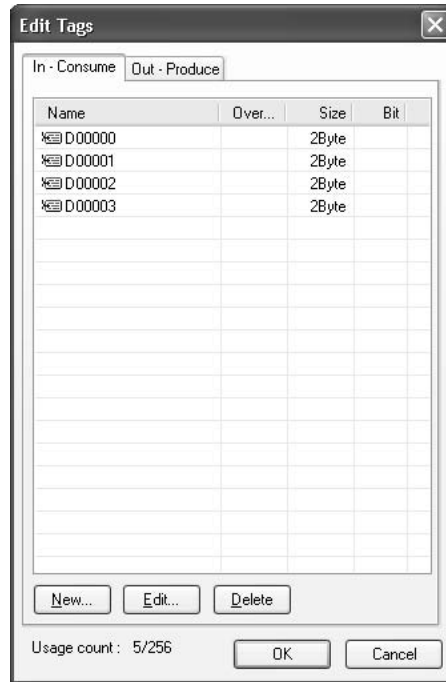 Edit Tags
In - Consume Out - Produce
Name Over... Size Bit
D00000 2Byte
D00001 2Byte
D00002 2Byte
D00003 2Byte
New... Edit... Delete
Usage count : 5/256 OK Cancel